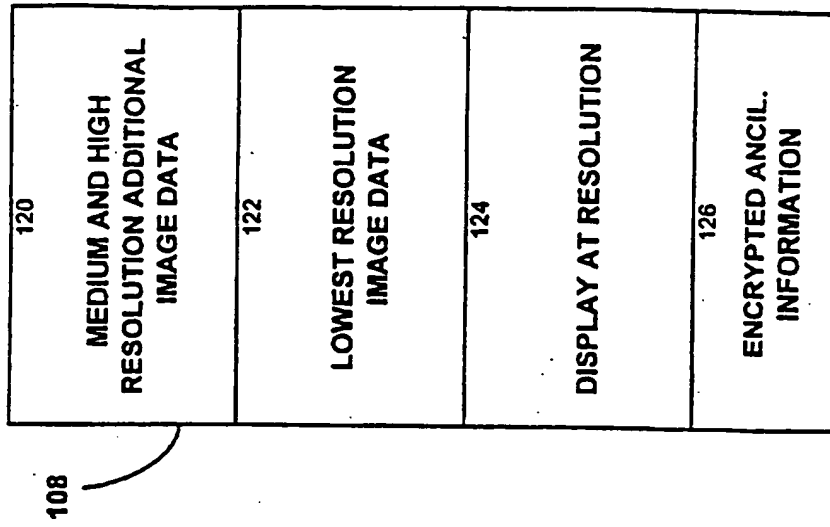 108
120
MEDIUM AND HIGH
RESOLUTION ADDITIONAL
IMAGE DATA
122
LOWEST RESOLUTION
IMAGE DATA
124
DISPLAY AT RESOLUTION
126
ENCRYPTED ANCIL.
INFORMATION